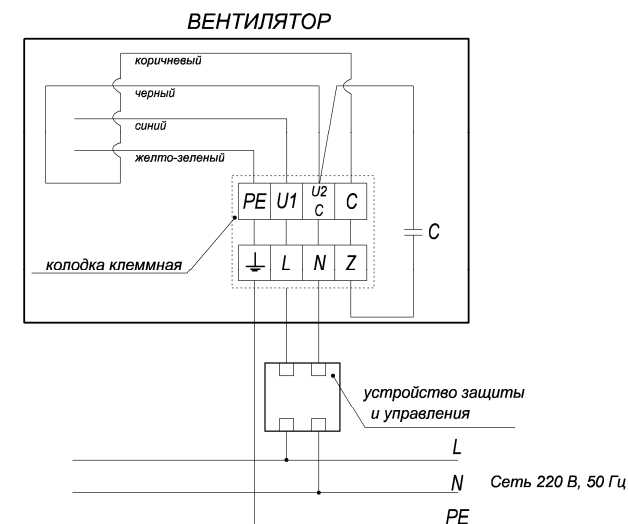 ВЕНТИЛЯТОР
коричневый
черный
синий
желто-зеленый
PE U1 U2 C C
C
колодка клеммная
L N Z
устройство защиты
и управления
L
N Сеть 220 В, 50 Гц
PE